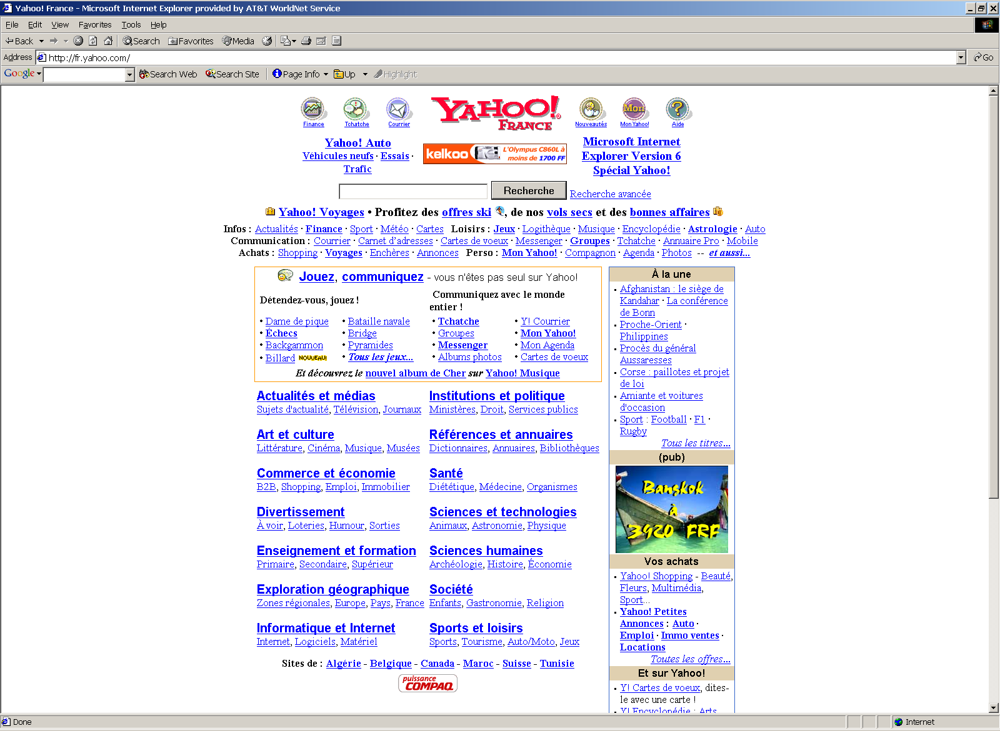 Yahoo! France - Microsoft Internet Explorer provided by AT&T WorldNet Service
File Edit View Favorites Tools Help
Back Search Favorites Media
Address http://fr.yahoo.com/ Go
Google Search Web Search Site Page Info Up Highlight
YAHOO! FRANCE
Finance Tchatche Courrier Nouveautés Mon Mon Yahoo! Aide
Yahoo! Auto
Véhicules neufs · Essais ·
Trafic
kelkoo L'Olympus C860L à
moins de 1700 FF
Microsoft Internet
Explorer Version 6
Spécial Yahoo!
Recherche Recherche avancée
Yahoo! Voyages • Profitez des offres ski , de nos vols secs et des bonnes affaires
Infos : Actualités · Finance · Sport · Météo · Cartes Loisirs : Jeux · Logithèque · Musique · Encyclopédie · Astrologie · Auto
Communication : Courrier · Carnet d'adresses · Cartes de voeux · Messenger · Groupes · Tchatche · Annuaire Pro · Mobile
Achats : Shopping · Voyages · Enchères · Annonces Perso : Mon Yahoo! · Compagnon · Agenda · Photos -- et aussi...
Jouez, communiquez - vous n'êtes pas seul sur Yahoo!
Détendez-vous, jouez !
• Dame de pique • Bataille navale
• Échecs • Bridge
• Backgammon • Pyramides
• Billard NOUVEAU! • Tous les jeux...
Communiquez avec le monde
entier !
• Tchatche • Y! Courrier
• Groupes • Mon Yahoo!
• Messenger • Mon Agenda
• Albums photos • Cartes de voeux
Et découvrez le nouvel album de Cher sur Yahoo! Musique
Actualités et médias
Sujets d'actualité, Télévision, Journaux
Institutions et politique
Ministères, Droit, Services publics
Art et culture
Littérature, Cinéma, Musique, Musées
Références et annuaires
Dictionnaires, Annuaires, Bibliothèques
Commerce et économie
B2B, Shopping, Emploi, Immobilier
Santé
Diététique, Médecine, Organismes
Divertissement
À voir, Loteries, Humour, Sorties
Sciences et technologies
Animaux, Astronomie, Physique
Enseignement et formation
Primaire, Secondaire, Supérieur
Sciences humaines
Archéologie, Histoire, Économie
Exploration géographique
Zones régionales, Europe, Pays, France
Société
Enfants, Gastronomie, Religion
Informatique et Internet
Internet, Logiciels, Matériel
Sports et loisirs
Sports, Tourisme, Auto/Moto, Jeux
Sites de : Algérie - Belgique - Canada - Maroc - Suisse - Tunisie
puissance
COMPAQ
À la une
• Afghanistan : le siège de
Kandahar · La conférence
de Bonn
• Proche-Orient ·
Philippines
• Procès du général
Aussaresses
• Corse : paillotes et projet
de loi
• Amiante et voitures
d'occasion
• Sport : Football · F1 ·
Rugby
Tous les titres...
(pub)
Bangkok
À
3920 FRF
Vos achats
• Yahoo! Shopping - Beauté,
Fleurs, Multimédia,
Sport...
• Yahoo! Petites
Annonces : Auto ·
Emploi · Immo ventes ·
Locations
Toutes les offres...
Et sur Yahoo!
• Y! Cartes de voeux, dites-
le avec une carte !
• Y! Encyclopédie : Arts
Done Internet